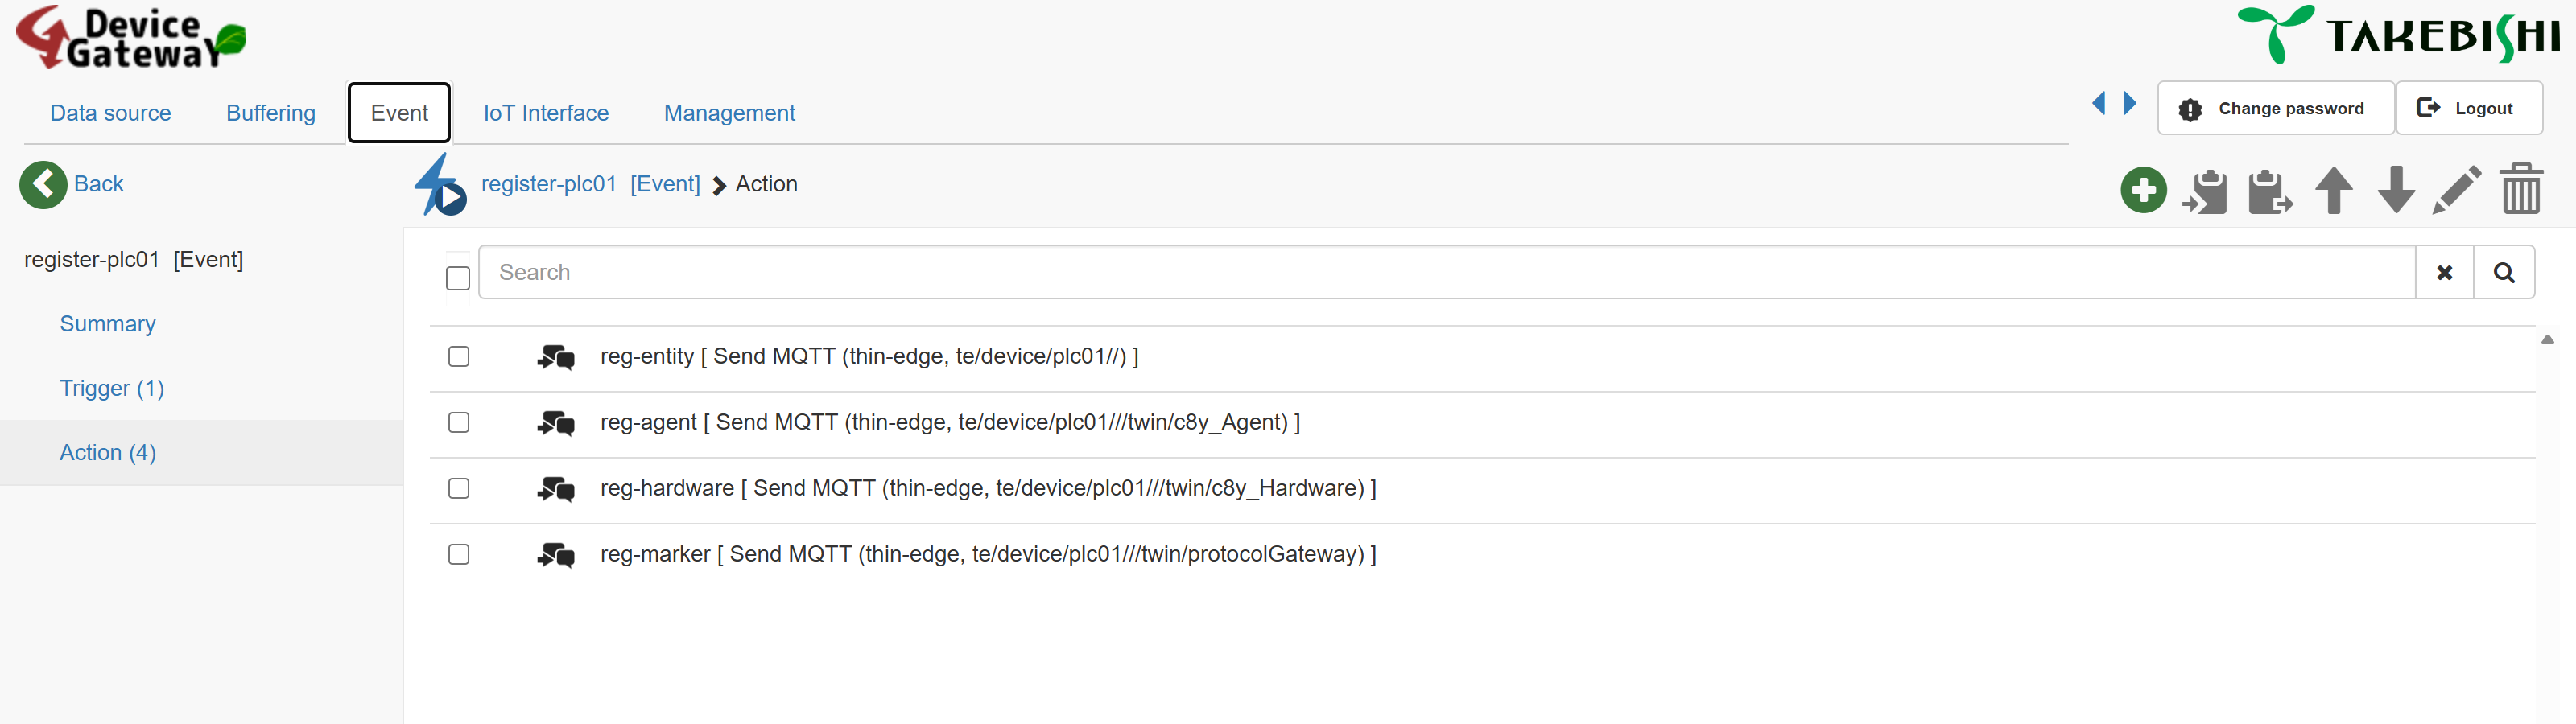 Device
GateWaY
TAKEBISHI
Data source
Buffering
Event
IoT Interface
Management
Change password
Logout
Back
register-plc01 [Event] Action
register-plc01 [Event]
Summary
Trigger (1)
Action (4)
Search
reg-entity [ Send MQTT (thin-edge, te/device/plc01//) ]
reg-agent [ Send MQTT (thin-edge, te/device/plc01///twin/c8y_Agent) ]
reg-hardware [ Send MQTT (thin-edge, te/device/plc01///twin/c8y_Hardware) ]
reg-marker [ Send MQTT (thin-edge, te/device/plc01///twin/protocolGateway) ]